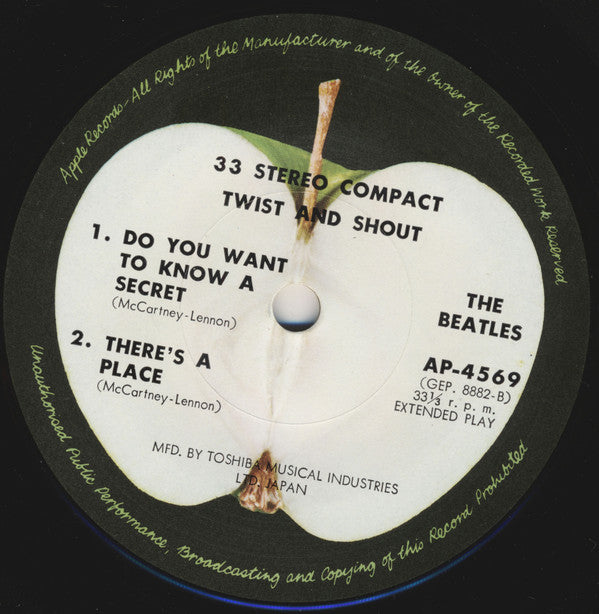 Apple Records-All Rights of the Manufacturer and of the Owner of the Recorded Work Reserved
33 STEREO COMPACT
TWIST AND SHOUT
1. DO YOU WANT
TO KNOW A
SECRET
(McCartney-Lennon)
2. THERE'S A
PLACE
(McCartney-Lennon)
THE
BEATLES
AP-4569
(GEP. 8882-B)
33⅓ r. p. m.
EXTENDED PLAY
MFD. BY TOSHIBA MUSICAL INDUSTRIES
LTD. JAPAN
Unauthorised Public Performance, Broadcasting and Copying of this Record Prohibited